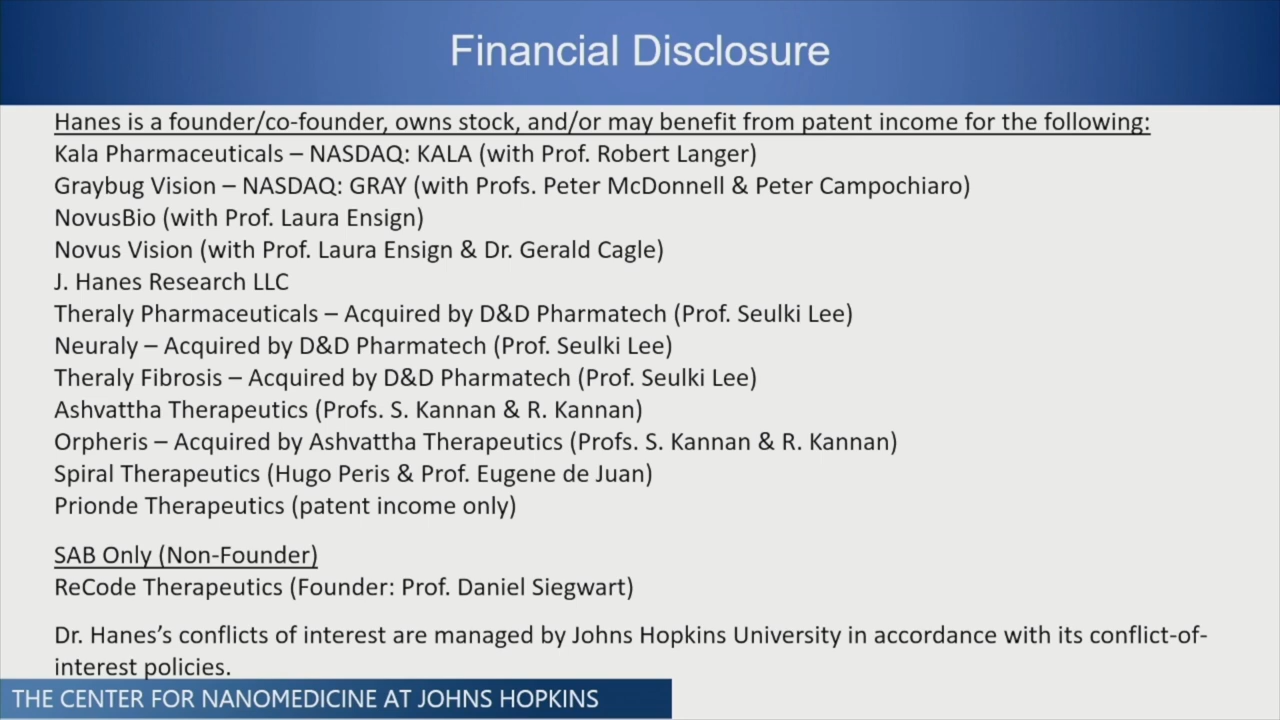 Financial Disclosure
Hanes is a founder/co-founder, owns stock, and/or may benefit from patent income for the following:
Kala Pharmaceuticals – NASDAQ: KALA (with Prof. Robert Langer)
Graybug Vision – NASDAQ: GRAY (with Profs. Peter McDonnell & Peter Campochiaro)
NovusBio (with Prof. Laura Ensign)
Novus Vision (with Prof. Laura Ensign & Dr. Gerald Cagle)
J. Hanes Research LLC
Theraly Pharmaceuticals – Acquired by D&D Pharmatech (Prof. Seulki Lee)
Neuraly – Acquired by D&D Pharmatech (Prof. Seulki Lee)
Theraly Fibrosis – Acquired by D&D Pharmatech (Prof. Seulki Lee)
Ashvattha Therapeutics (Profs. S. Kannan & R. Kannan)
Orpheris – Acquired by Ashvattha Therapeutics (Profs. S. Kannan & R. Kannan)
Spiral Therapeutics (Hugo Peris & Prof. Eugene de Juan)
Prionde Therapeutics (patent income only)
SAB Only (Non-Founder)
ReCode Therapeutics (Founder: Prof. Daniel Siegwart)
Dr. Hanes’s conflicts of interest are managed by Johns Hopkins University in accordance with its conflict-of-
interest policies.
THE CENTER FOR NANOMEDICINE AT JOHNS HOPKINS